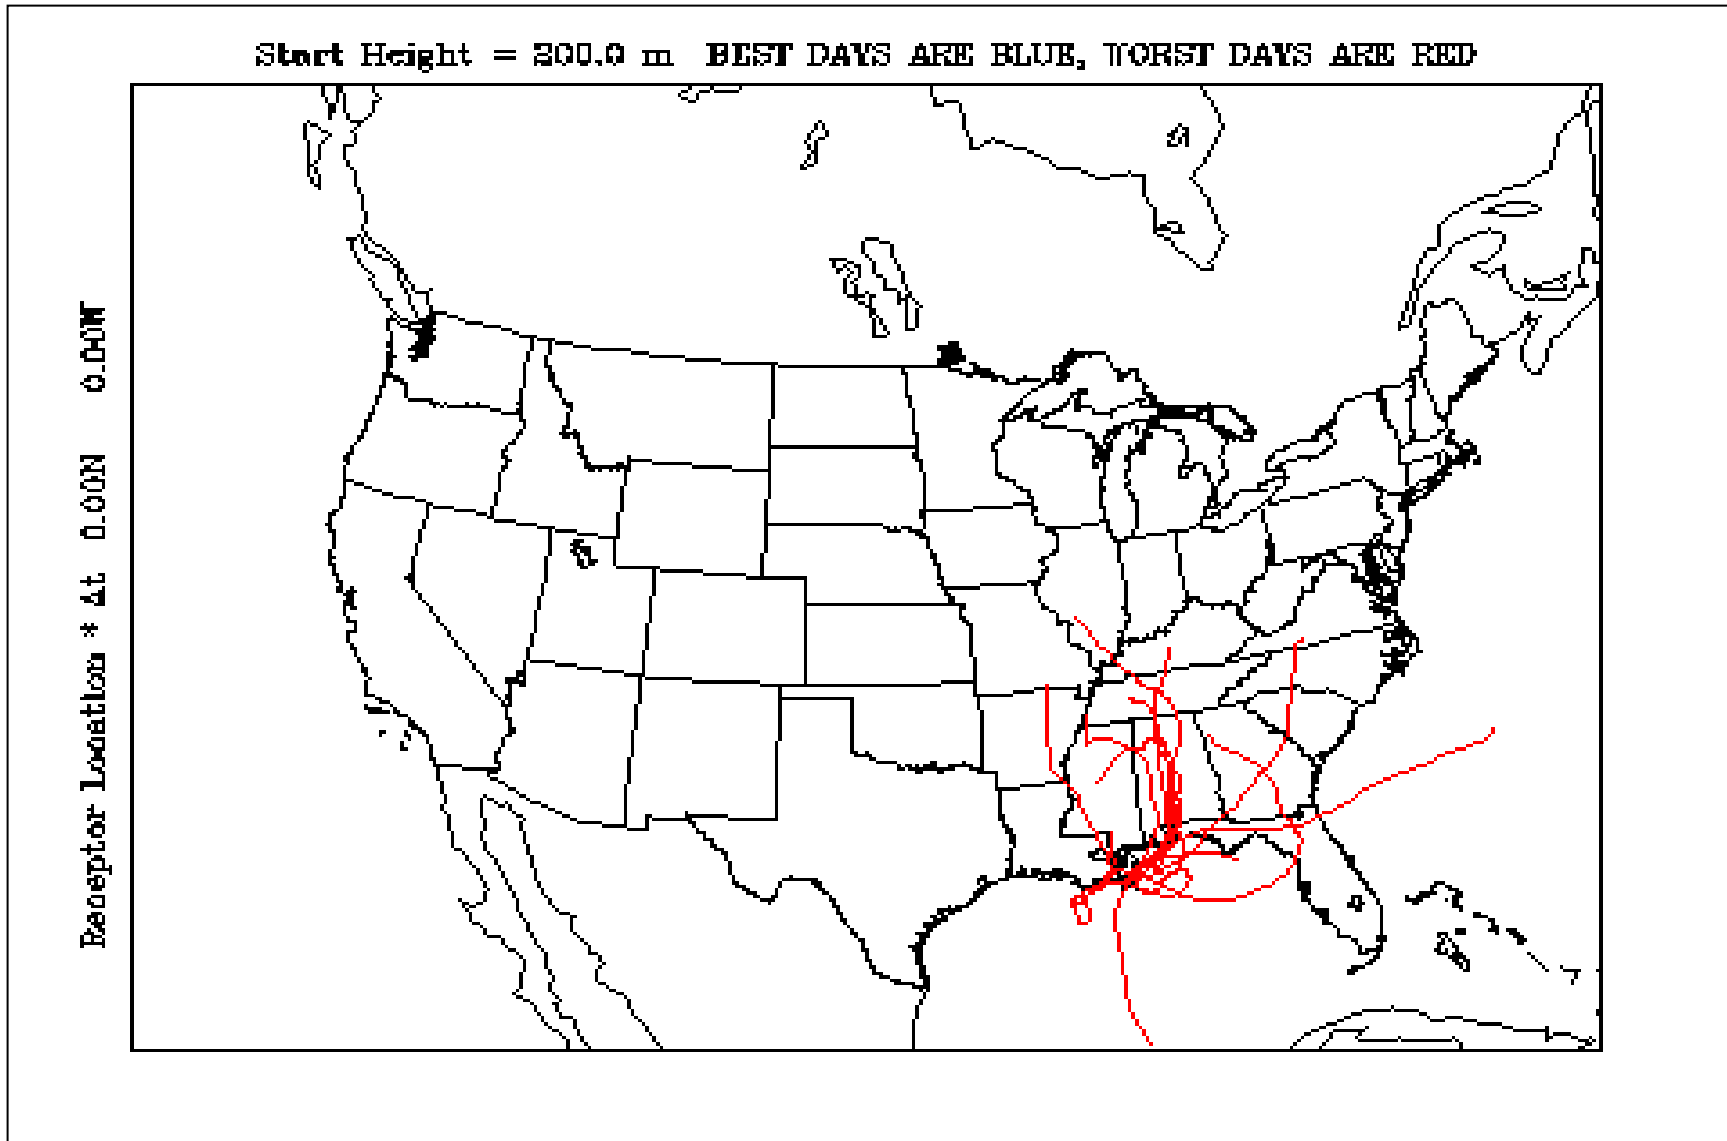 Start Height = 200.0 m BEST DAYS ARE BLUE, WORST DAYS ARE RED
Receptor Location * At 0.00N 0.00W